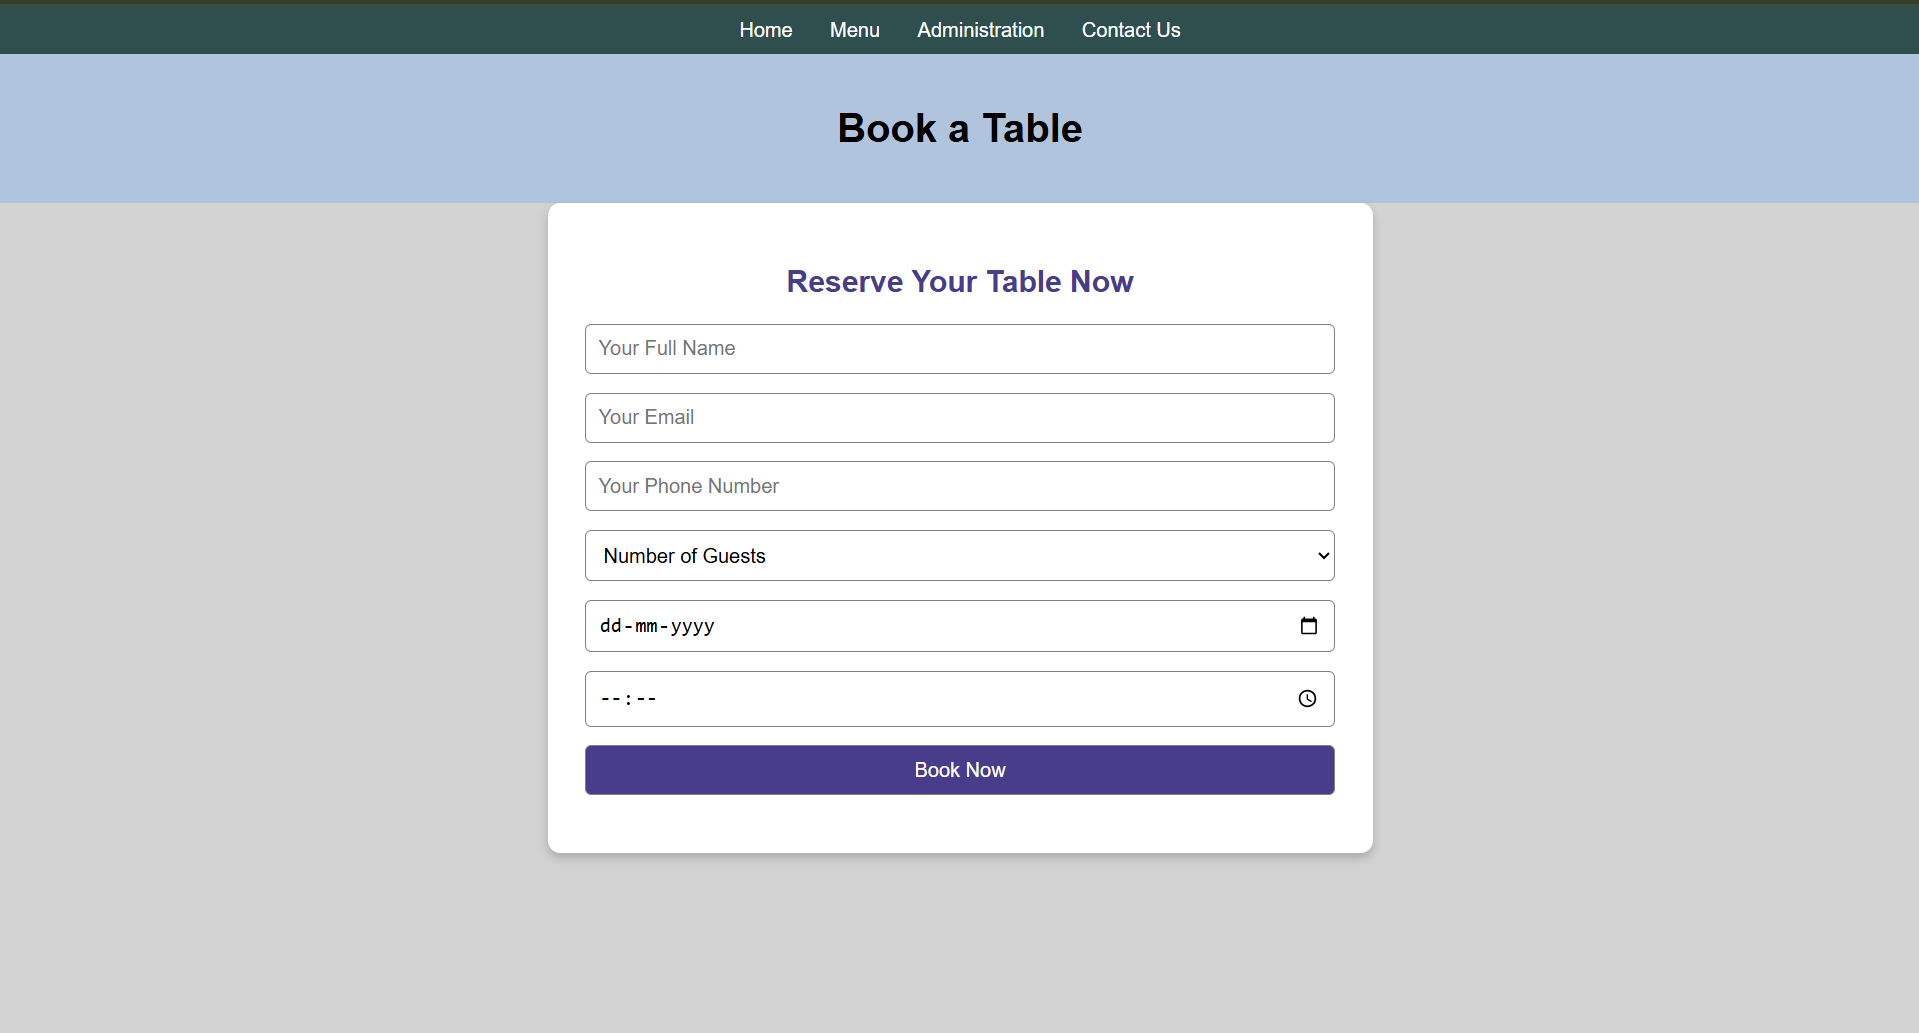 Home Menu Administration Contact Us
Book a Table
Reserve Your Table Now
Your Full Name
Your Email
Your Phone Number
Number of Guests
dd-mm-yyyy
--:--
Book Now